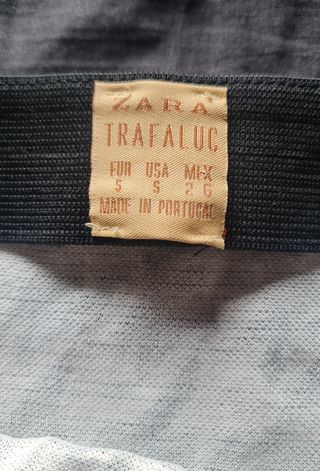 ZARA
TRAFALUC
EUR USA MEX
S S 26
MADE IN PORTUGAL